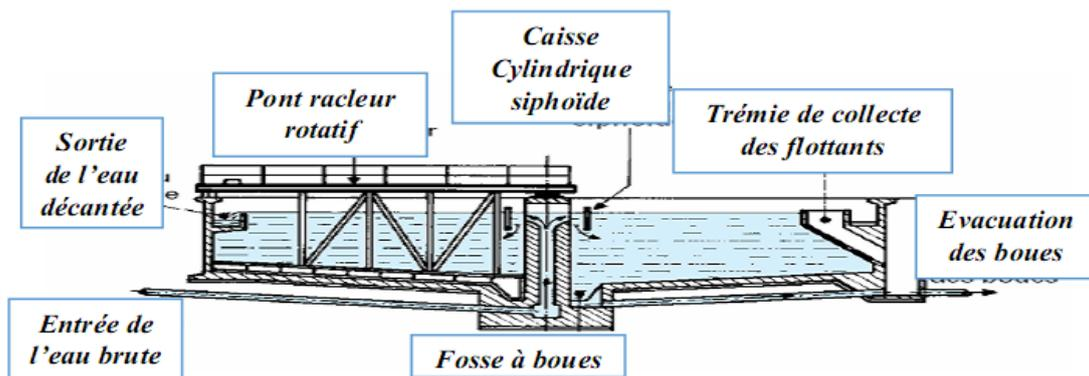 Caisse
Cylindrique
siphoïde
Pont racleur
rotatif
Trémie de collecte
des flottants
Sortie
de l'eau
décantée
Evacuation
des boues
Entrée de
l'eau brute
Fosse à boues